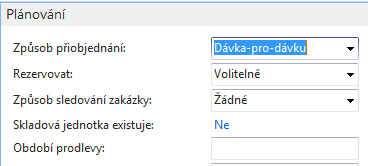 Plánování
Způsob přiobjednání: Dávka-pro-dávku
Rezervovat: Volitelně
Způsob sledování zakázky: Žádné
Skladová jednotka existuje: Ne
Období prodlevy: